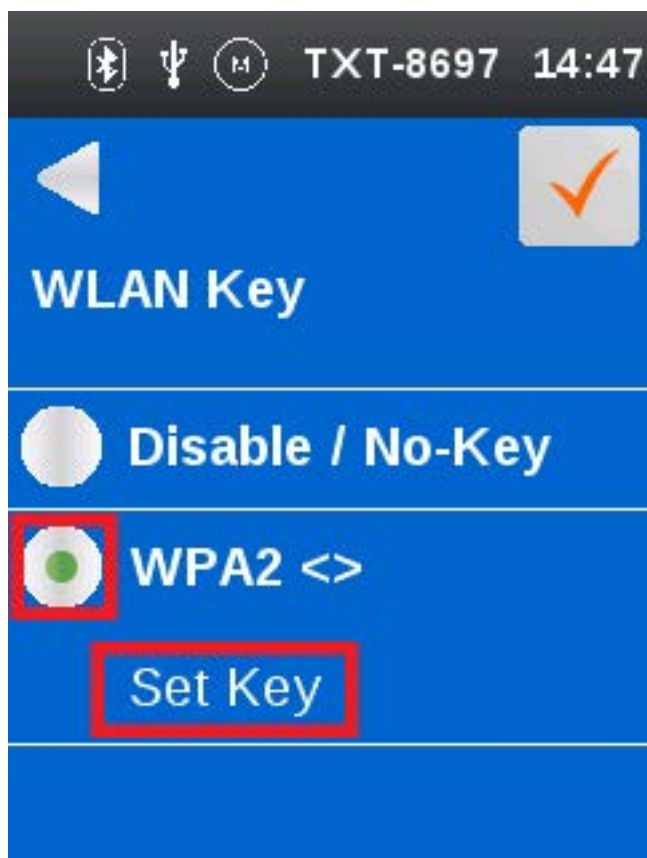 M TXT-8697 14:47
WLAN Key
Disable / No-Key
WPA2 <>
Set Key